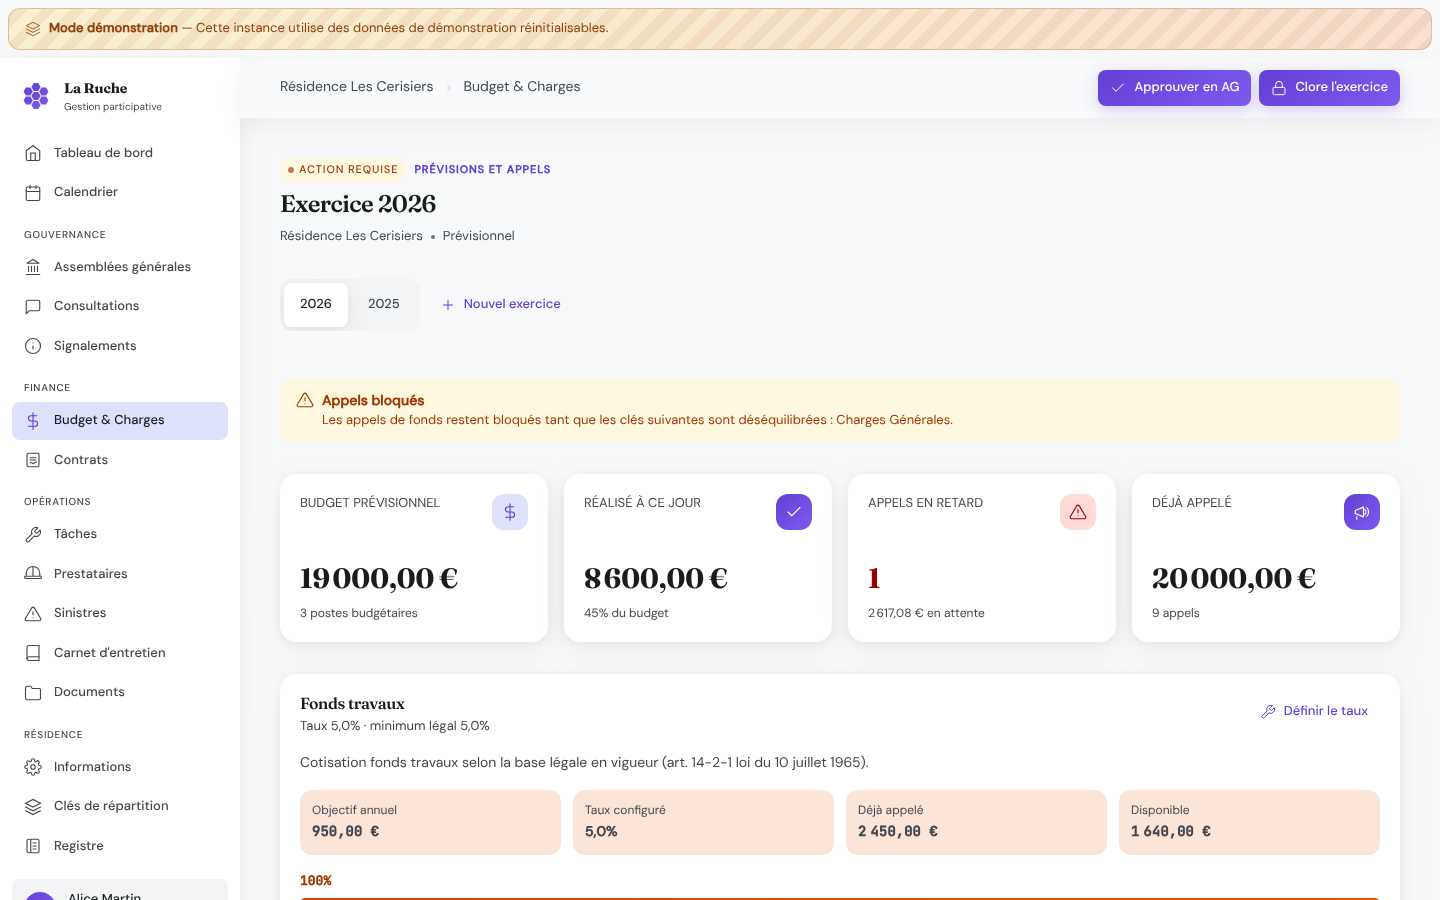 Mode démonstration — Cette instance utilise des données de démonstration réinitialisables.
La Ruche
Gestion participative
Tableau de bord
Calendrier
GOUVERNANCE
Assemblées générales
Consultations
Signalements
FINANCE
Budget & Charges
Contrats
OPÉRATIONS
Tâches
Prestataires
Sinistres
Carnet d'entretien
Documents
RÉSIDENCE
Informations
Clés de répartition
Registre
Alice Martin
Résidence Les Cerisiers > Budget & Charges
Approuver en AG
Clore l'exercice
ACTION REQUISE PRÉVISIONS ET APPELS
Exercice 2026
Résidence Les Cerisiers • Prévisionnel
2026 2025 + Nouvel exercice
Appels bloqués
Les appels de fonds restent bloqués tant que les clés suivantes sont déséquilibrées : Charges Générales.
BUDGET PRÉVISIONNEL
19 000,00 €
3 postes budgétaires
RÉALISÉ À CE JOUR
8 600,00 €
45% du budget
APPELS EN RETARD
1
2 617,08 € en attente
DÉJÀ APPELÉ
20 000,00 €
9 appels
Fonds travaux
Taux 5,0% · minimum légal 5,0%
Définir le taux
Cotisation fonds travaux selon la base légale en vigueur (art. 14-2-1 loi du 10 juillet 1965).
Objectif annuel
950,00 €
Taux configuré
5,0%
Déjà appelé
2 450,00 €
Disponible
1 640,00 €
100%